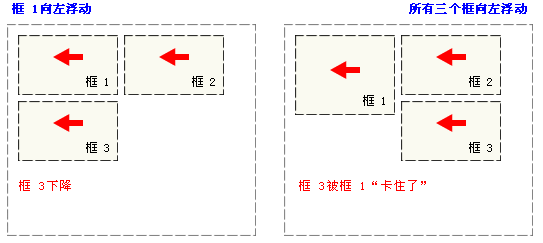 框 1向左浮动
框 1
框 2
框 3
框 3下降
所有三个框向左浮动
框 1
框 2
框 3
框 3被框 1“卡住了”